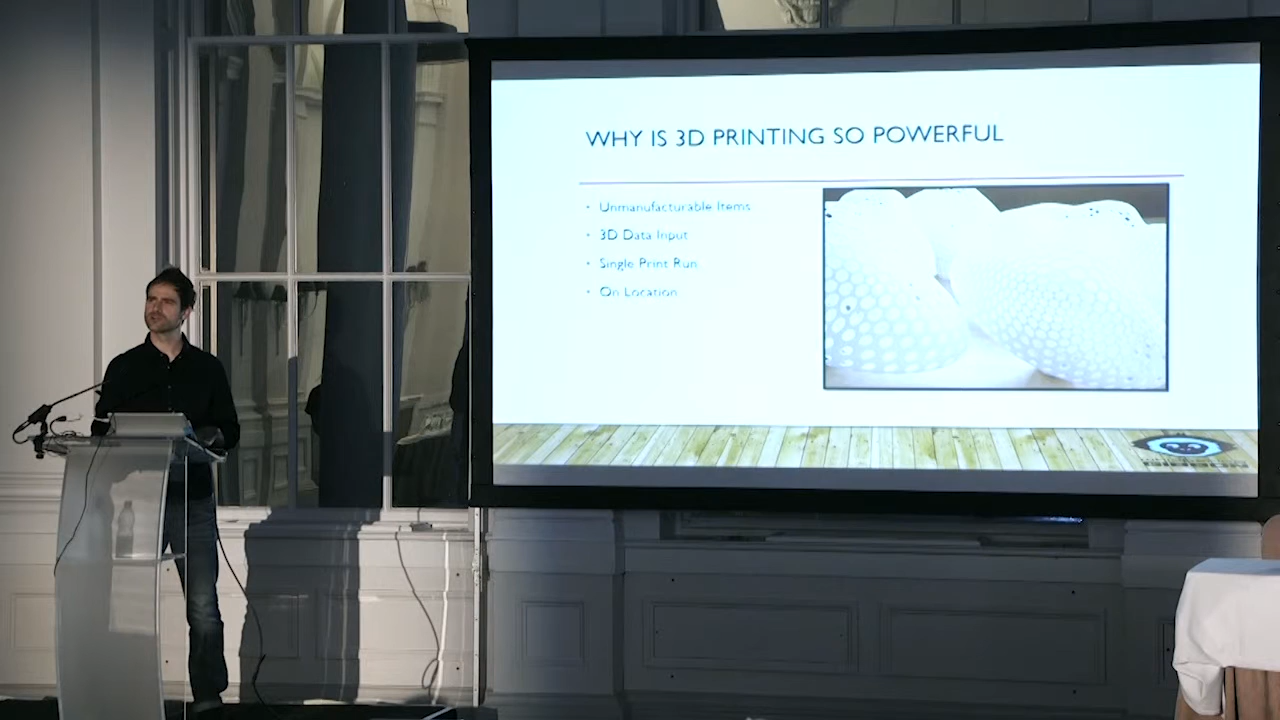 WHY IS 3D PRINTING SO POWERFUL
• Unmanufacturable Items
• 3D Data Input
• Single Print Run
• On Location